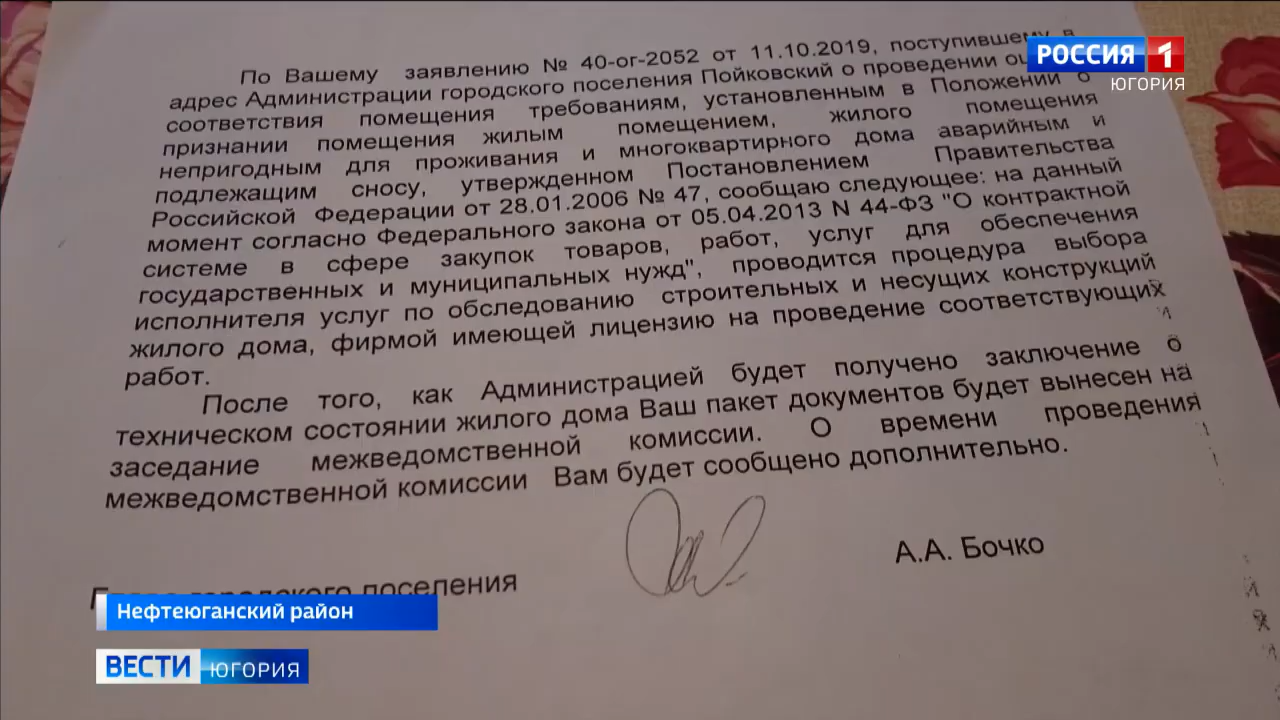 По Вашему заявлению № 40-ог-2052 от 11.10.2019, поступившему в
адрес Администрации городского поселения Пойковский о проведении
соответствия помещения требованиям, установленным в Положении о
признании помещения жилым помещением, жилого помещения
непригодным для проживания и многоквартирного дома аварийным и
подлежащим сносу, утвержденном Постановлением Правительства
Российской Федерации от 28.01.2006 № 47, сообщаю следующее: на данный
момент согласно Федерального закона от 05.04.2013 N 44-ФЗ "О контрактной
системе в сфере закупок товаров, работ, услуг для обеспечения
государственных и муниципальных нужд", проводится процедура выбора
исполнителя услуг по обследованию строительных и несущих конструкций
жилого дома, фирмой имеющей лицензию на проведение соответствующих
работ.
После того, как Администрацией будет получено заключение о
техническом состоянии жилого дома Ваш пакет документов будет вынесен на
заседание межведомственной комиссии. О времени проведения
межведомственной комиссии Вам будет сообщено дополнительно.
городского поселения
А.А. Бочко
РОССИЯ 1
ЮГОРИЯ
Нефтеюганский район
ВЕСТИ ЮГОРИЯ